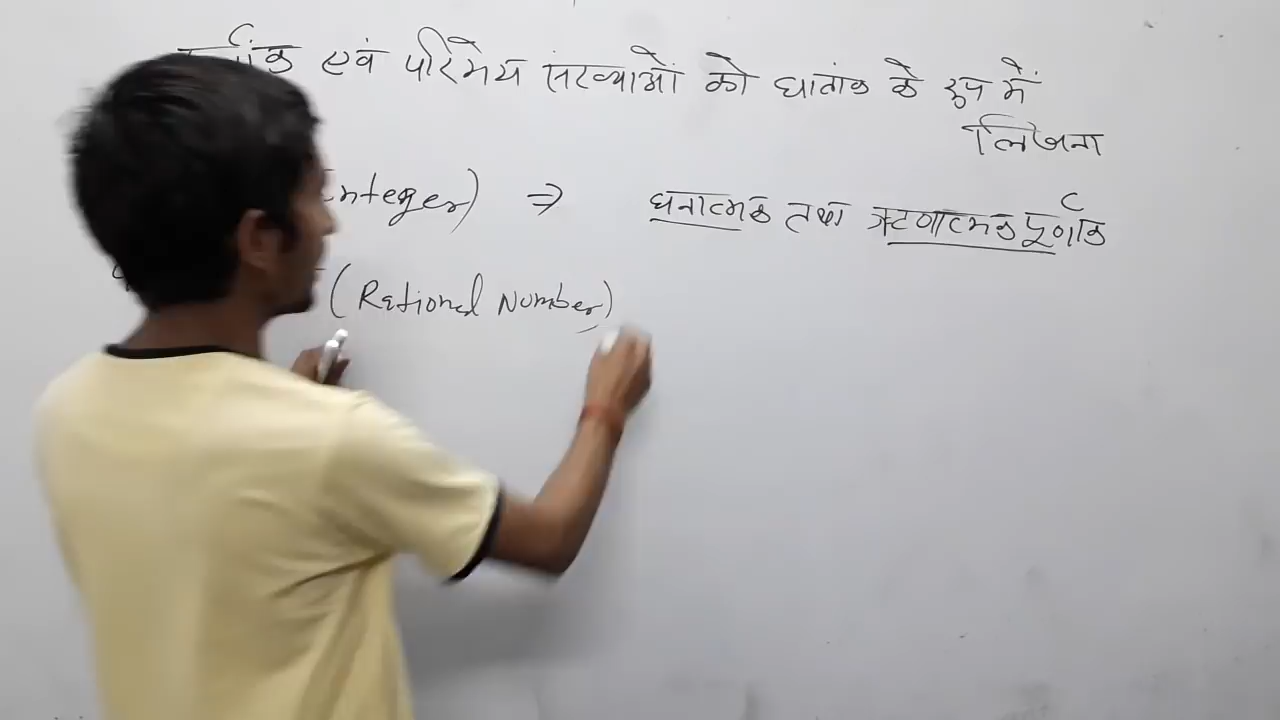 एवं परिमेय संख्याओं को घातांक के रूप में
लिखना
Integer) ⇒ धनात्मक तथा ऋणात्मक पूर्णांक
(Rational Number)